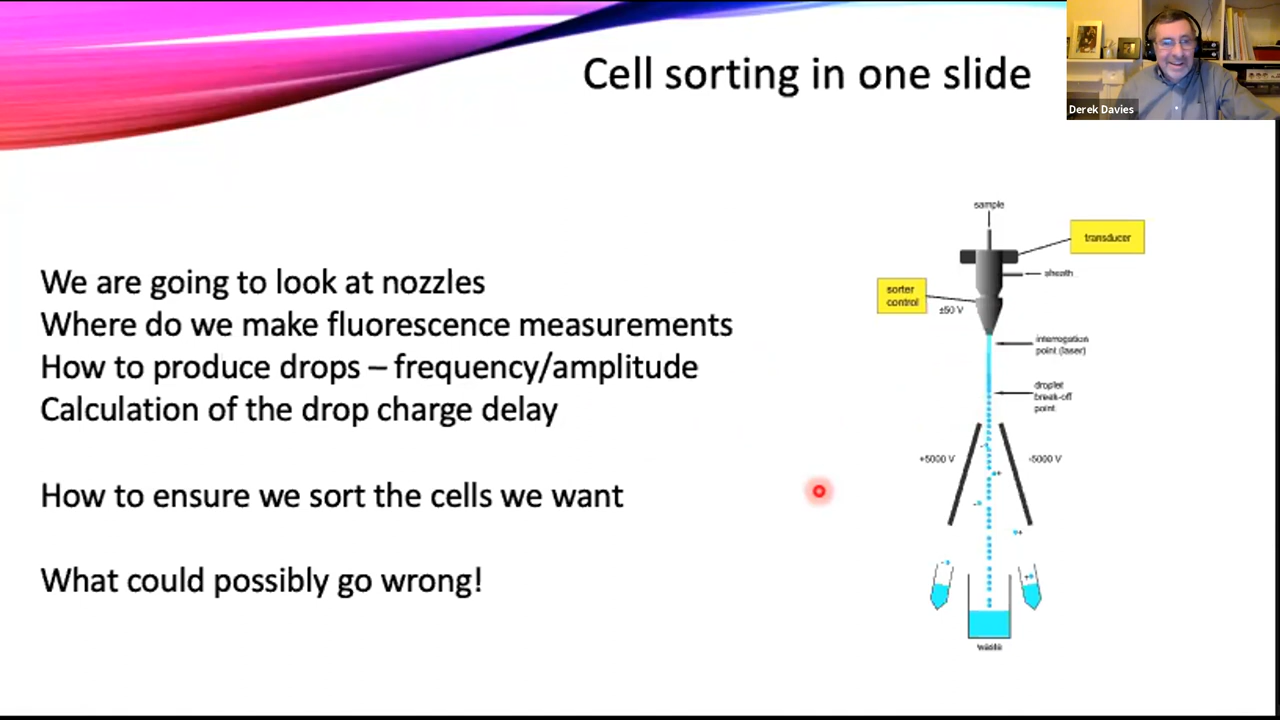 Cell sorting in one slide
Derek Davies
We are going to look at nozzles
Where do we make fluorescence measurements
How to produce drops – frequency/amplitude
Calculation of the drop charge delay
How to ensure we sort the cells we want
What could possibly go wrong!
sample
transducer
sheath
sorter
control
±50 V
interrogation
point (laser)
droplet
break-off
point
+5000 V
-5000 V
waste